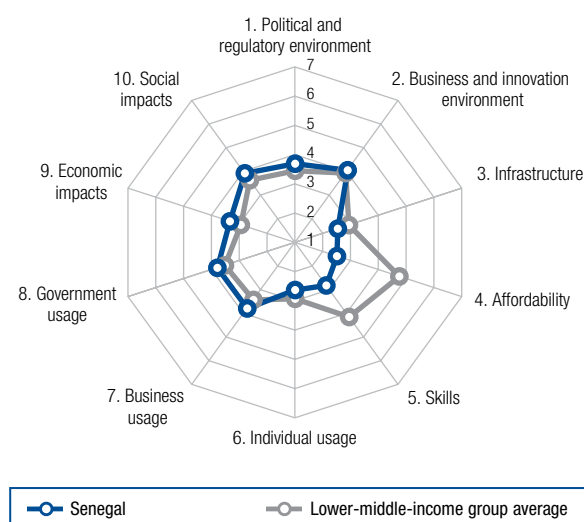 1. Political and
regulatory environment
2. Business and innovation
environment
3. Infrastructure
4. Affordability
5. Skills
6. Individual usage
7. Business
usage
8. Government
usage
9. Economic
impacts
10. Social
impacts
7
6
5
4
3
2
1
Senegal
Lower-middle-income group average